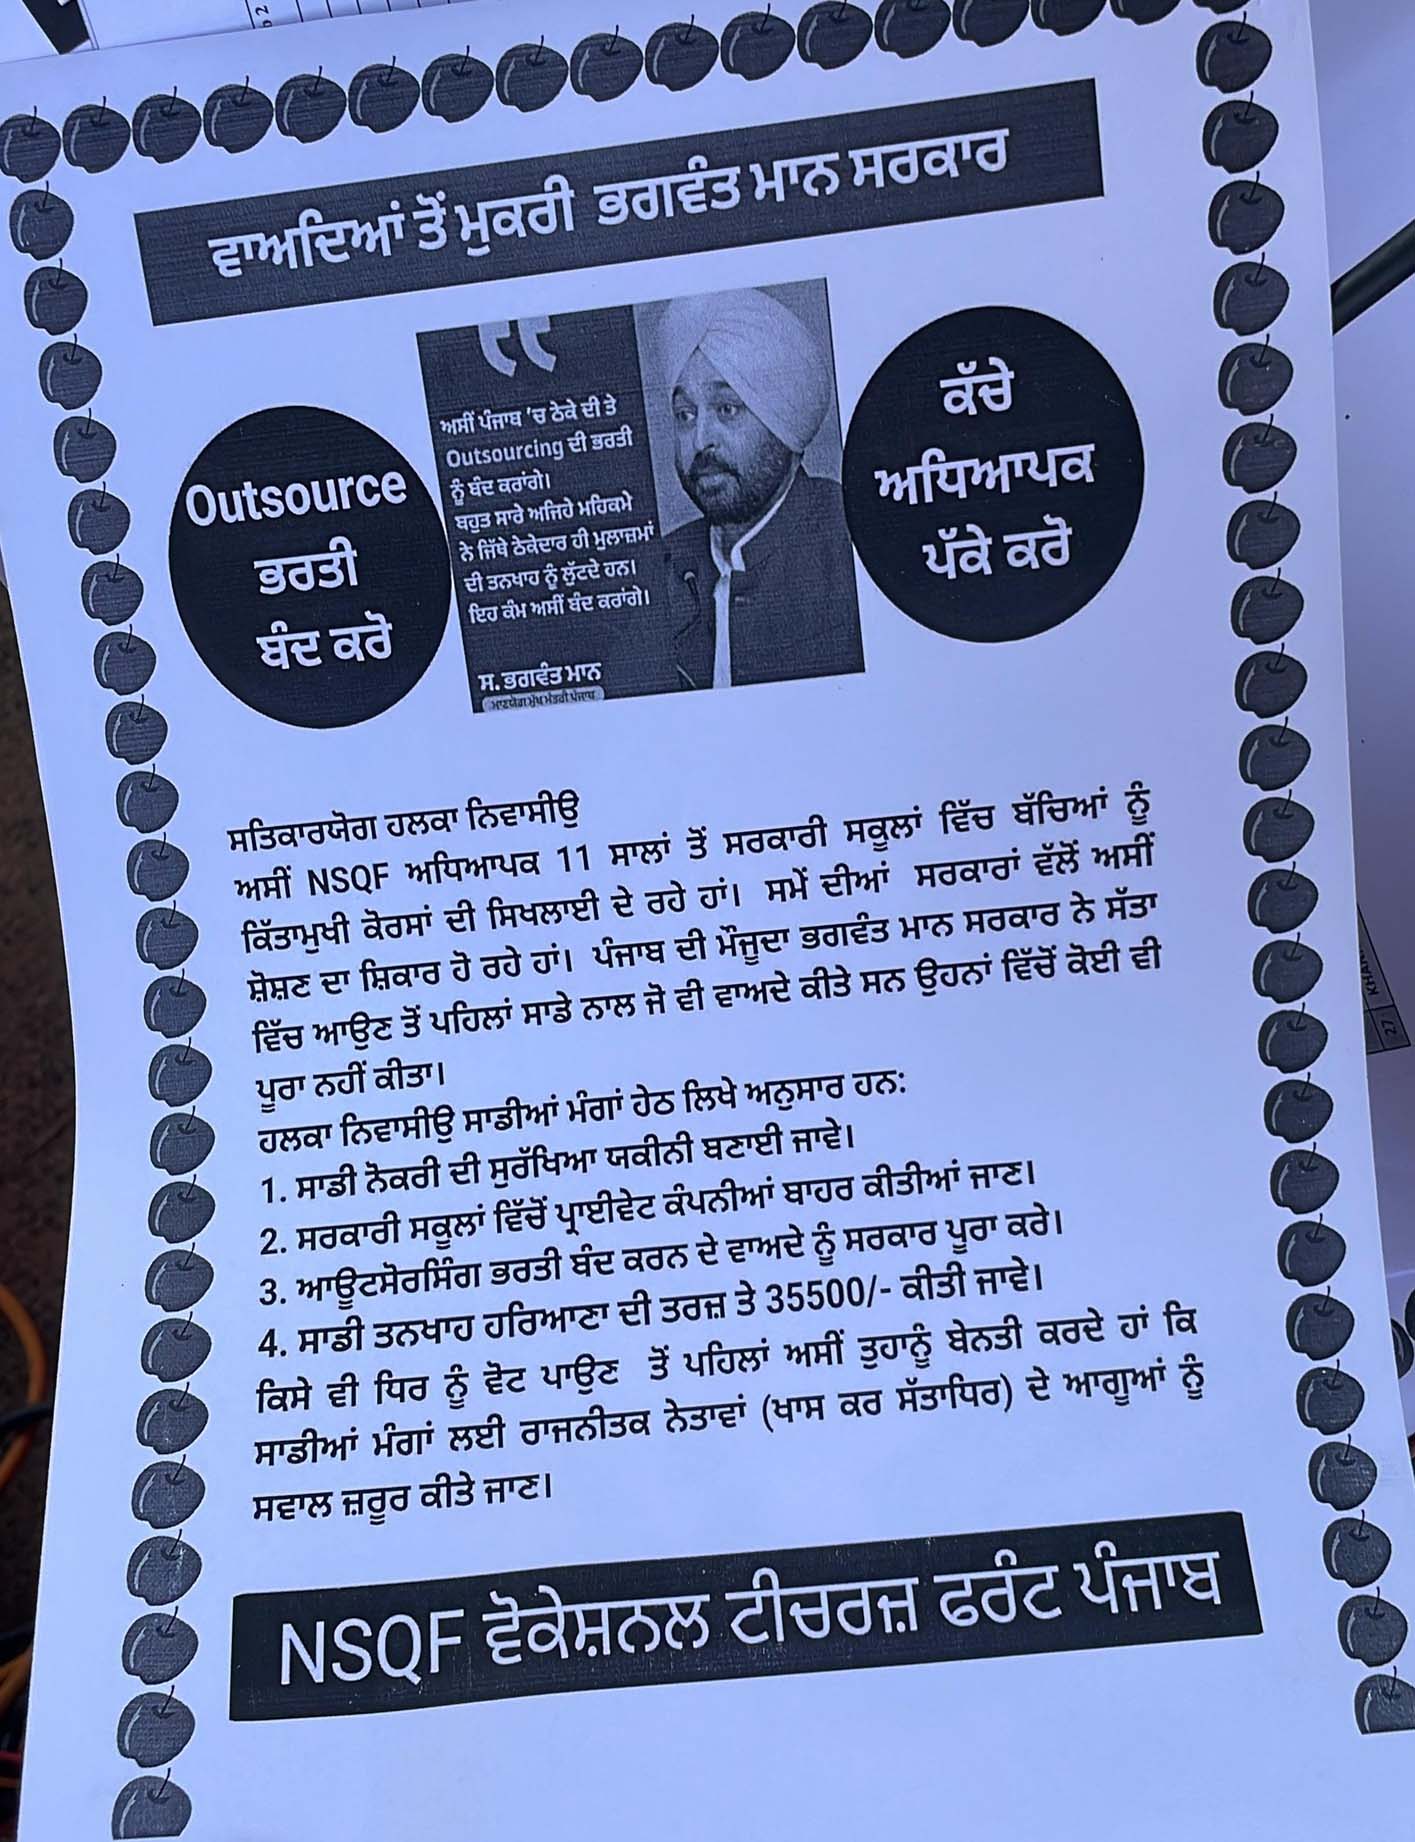 ਵਾਅਦਿਆਂ ਤੋਂ ਮੁਕਰੀ ਭਗਵੰਤ ਮਾਨ ਸਰਕਾਰ
Outsource
ਭਰਤੀ
ਬੰਦ ਕਰੋ
ਅਸੀਂ ਪੰਜਾਬ 'ਚ ਠੇਕੇ ਦੀ ਤੇ
Outsourcing ਦੀ ਭਰਤੀ
ਨੂੰ ਬੰਦ ਕਰਾਂਗੇ।
ਬਹੁਤ ਸਾਰੇ ਅਜਿਹੇ ਮਹਿਕਮੇ
ਨੇ ਜਿੱਥੇ ਠੇਕੇਦਾਰ ਹੀ ਮੁਲਾਜ਼ਮਾਂ
ਦੀ ਤਨਖਾਹ ਨੂੰ ਲੁੱਟਦੇ ਹਨ।
ਇਹ ਕੰਮ ਅਸੀਂ ਬੰਦ ਕਰਾਂਗੇ।
ਸ. ਭਗਵੰਤ ਮਾਨ
ਮਾਣਯੋਗ ਮੁੱਖ ਮੰਤਰੀ ਪੰਜਾਬ
ਕੱਚੇ
ਅਧਿਆਪਕ
ਪੱਕੇ ਕਰੋ
ਸਤਿਕਾਰਯੋਗ ਹਲਕਾ ਨਿਵਾਸੀਉ
ਅਸੀਂ NSQF ਅਧਿਆਪਕ 11 ਸਾਲਾਂ ਤੋਂ ਸਰਕਾਰੀ ਸਕੂਲਾਂ ਵਿੱਚ ਬੱਚਿਆਂ ਨੂੰ
ਕਿੱਤਾਮੁਖੀ ਕੋਰਸਾਂ ਦੀ ਸਿਖਲਾਈ ਦੇ ਰਹੇ ਹਾਂ। ਸਮੇਂ ਦੀਆਂ ਸਰਕਾਰਾਂ ਵੱਲੋਂ ਅਸੀਂ
ਸ਼ੋਸ਼ਣ ਦਾ ਸ਼ਿਕਾਰ ਹੋ ਰਹੇ ਹਾਂ। ਪੰਜਾਬ ਦੀ ਮੌਜੂਦਾ ਭਗਵੰਤ ਮਾਨ ਸਰਕਾਰ ਨੇ ਸੱਤਾ
ਵਿੱਚ ਆਉਣ ਤੋਂ ਪਹਿਲਾਂ ਸਾਡੇ ਨਾਲ ਜੋ ਵੀ ਵਾਅਦੇ ਕੀਤੇ ਸਨ ਉਹਨਾਂ ਵਿੱਚੋਂ ਕੋਈ ਵੀ
ਪੂਰਾ ਨਹੀਂ ਕੀਤਾ।
ਹਲਕਾ ਨਿਵਾਸੀਉ ਸਾਡੀਆਂ ਮੰਗਾਂ ਹੇਠ ਲਿਖੇ ਅਨੁਸਾਰ ਹਨ:
1. ਸਾਡੀ ਨੋਕਰੀ ਦੀ ਸੁਰੱਖਿਆ ਯਕੀਨੀ ਬਣਾਈ ਜਾਵੇ।
2. ਸਰਕਾਰੀ ਸਕੂਲਾਂ ਵਿੱਚੋਂ ਪ੍ਰਾਈਵੇਟ ਕੰਪਨੀਆਂ ਬਾਹਰ ਕੀਤੀਆਂ ਜਾਣ।
3. ਆਊਟਸੋਰਸਿੰਗ ਭਰਤੀ ਬੰਦ ਕਰਨ ਦੇ ਵਾਅਦੇ ਨੂੰ ਸਰਕਾਰ ਪੂਰਾ ਕਰੇ।
4. ਸਾਡੀ ਤਨਖਾਹ ਹਰਿਆਣਾ ਦੀ ਤਰਜ਼ ਤੇ 35500/- ਕੀਤੀ ਜਾਵੇ।
ਕਿਸੇ ਵੀ ਧਿਰ ਨੂੰ ਵੋਟ ਪਾਉਣ ਤੋਂ ਪਹਿਲਾਂ ਅਸੀਂ ਤੁਹਾਨੂੰ ਬੇਨਤੀ ਕਰਦੇ ਹਾਂ ਕਿ
ਸਾਡੀਆਂ ਮੰਗਾਂ ਲਈ ਰਾਜਨੀਤਕ ਨੇਤਾਵਾਂ (ਖਾਸ ਕਰ ਸੱਤਾਧਿਰ) ਦੇ ਆਗੂਆਂ ਨੂੰ
ਸਵਾਲ ਜ਼ਰੂਰ ਕੀਤੇ ਜਾਣ।
NSQF ਵੋਕੇਸ਼ਨਲ ਟੀਚਰਜ਼ ਫਰੰਟ ਪੰਜਾਬ
27